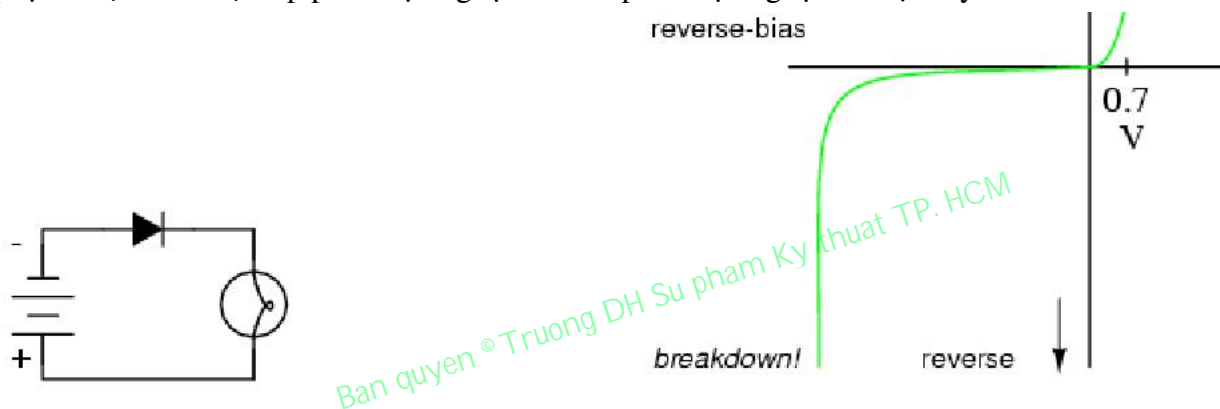 reverse-bias
0.7
V
-
+
breakdown!
reverse
Ban quyen © Truong DH Su pham Ky thuat TP. HCM